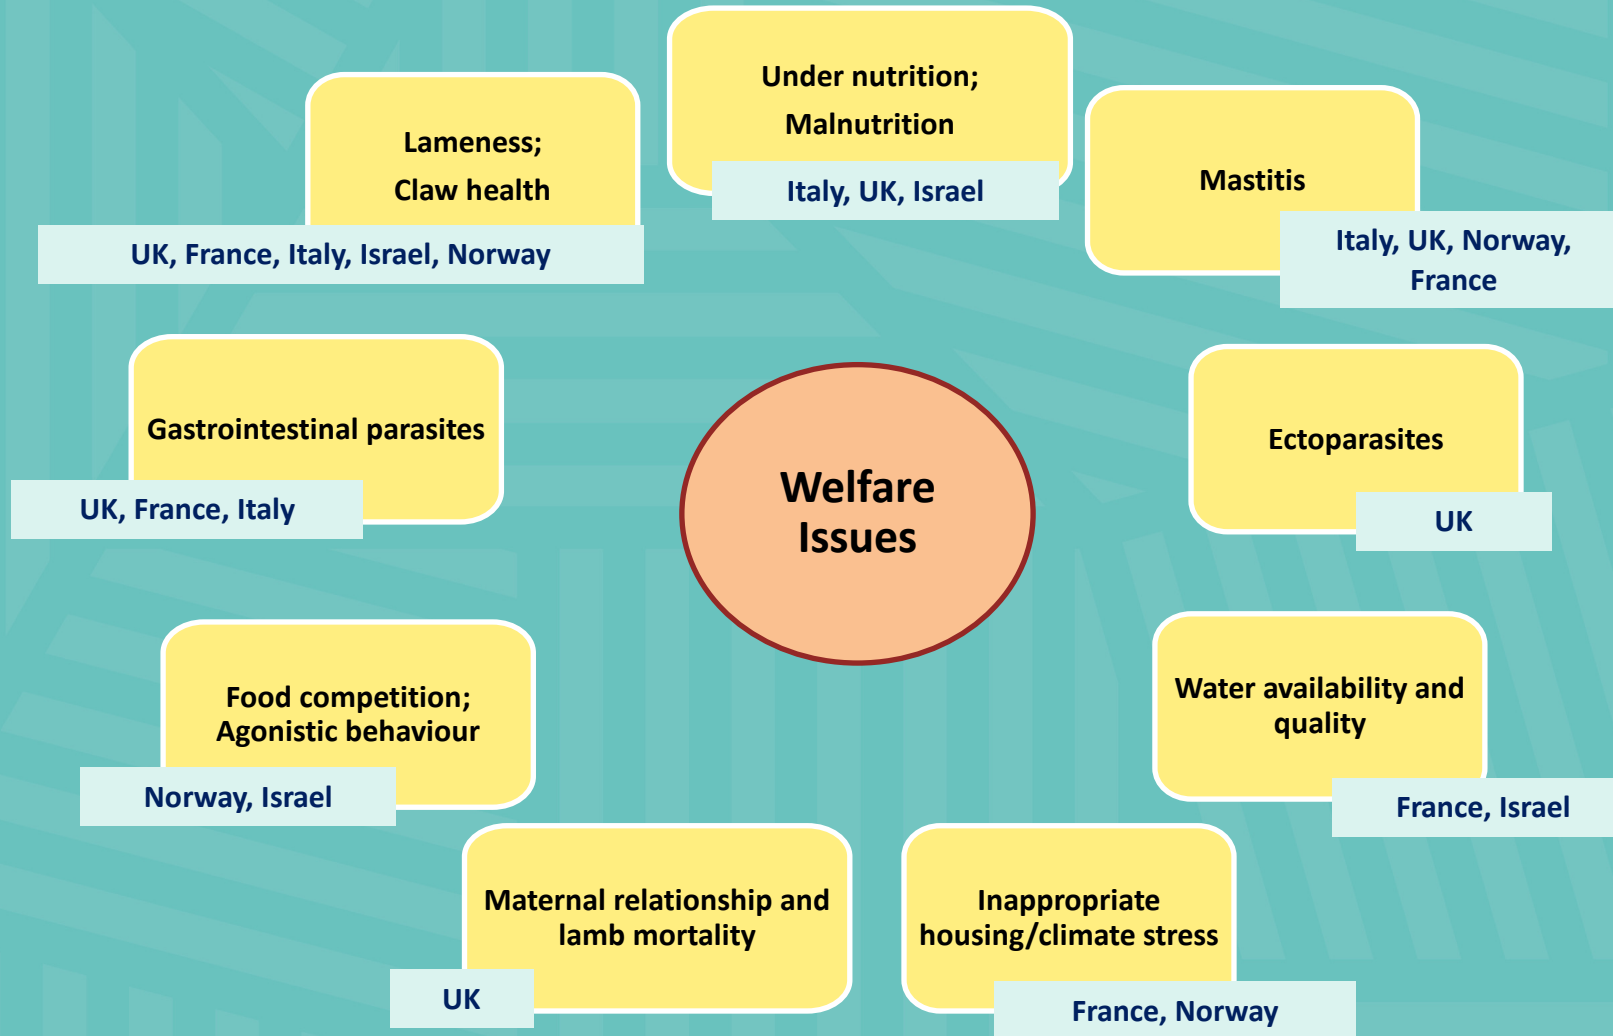 Under nutrition;
Malnutrition
Italy, UK, Israel
Lameness;
Claw health
UK, France, Italy, Israel, Norway
Mastitis
Italy, UK, Norway,
France
Gastrointestinal parasites
UK, France, Italy
Welfare
Issues
Ectoparasites
UK
Food competition;
Agonistic behaviour
Norway, Israel
Water availability and
quality
France, Israel
Maternal relationship and
lamb mortality
UK
Inappropriate
housing/climate stress
France, Norway